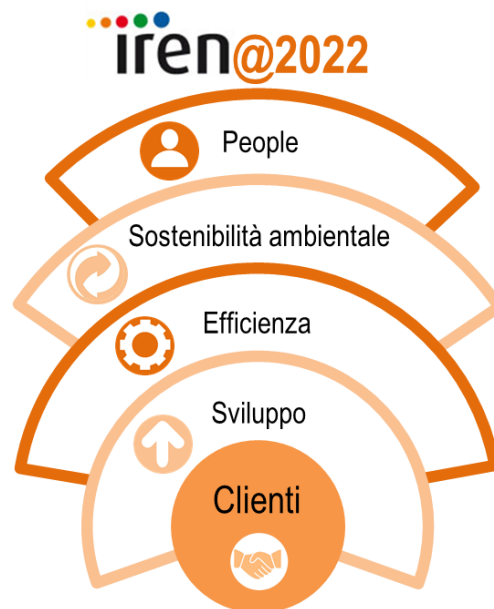 iren@2022
People
Sostenibilità ambientale
Efficienza
Sviluppo
Clienti